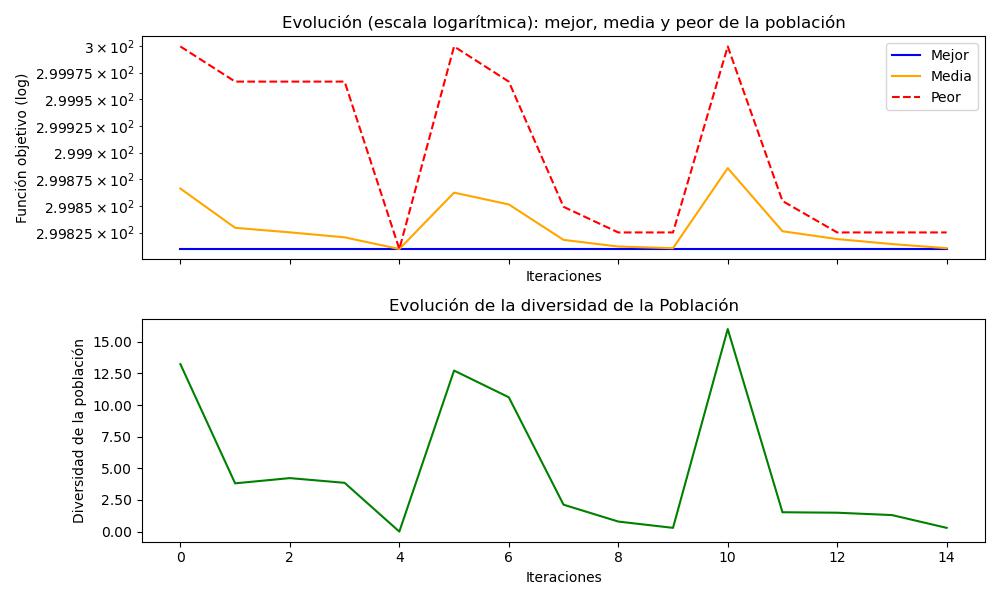 Evolución (escala logarítmica): mejor, media y peor de la población
Función objetivo (log)
3 × 10²
2.99975 × 10²
2.9995 × 10²
2.99925 × 10²
2.999 × 10²
2.99875 × 10²
2.9985 × 10²
2.99825 × 10²
Mejor
Media
Peor
Iteraciones
Evolución de la diversidad de la Población
Diversidad de la población
15.00
12.50
10.00
7.50
5.00
2.50
0.00
0 2 4 6 8 10 12 14
Iteraciones